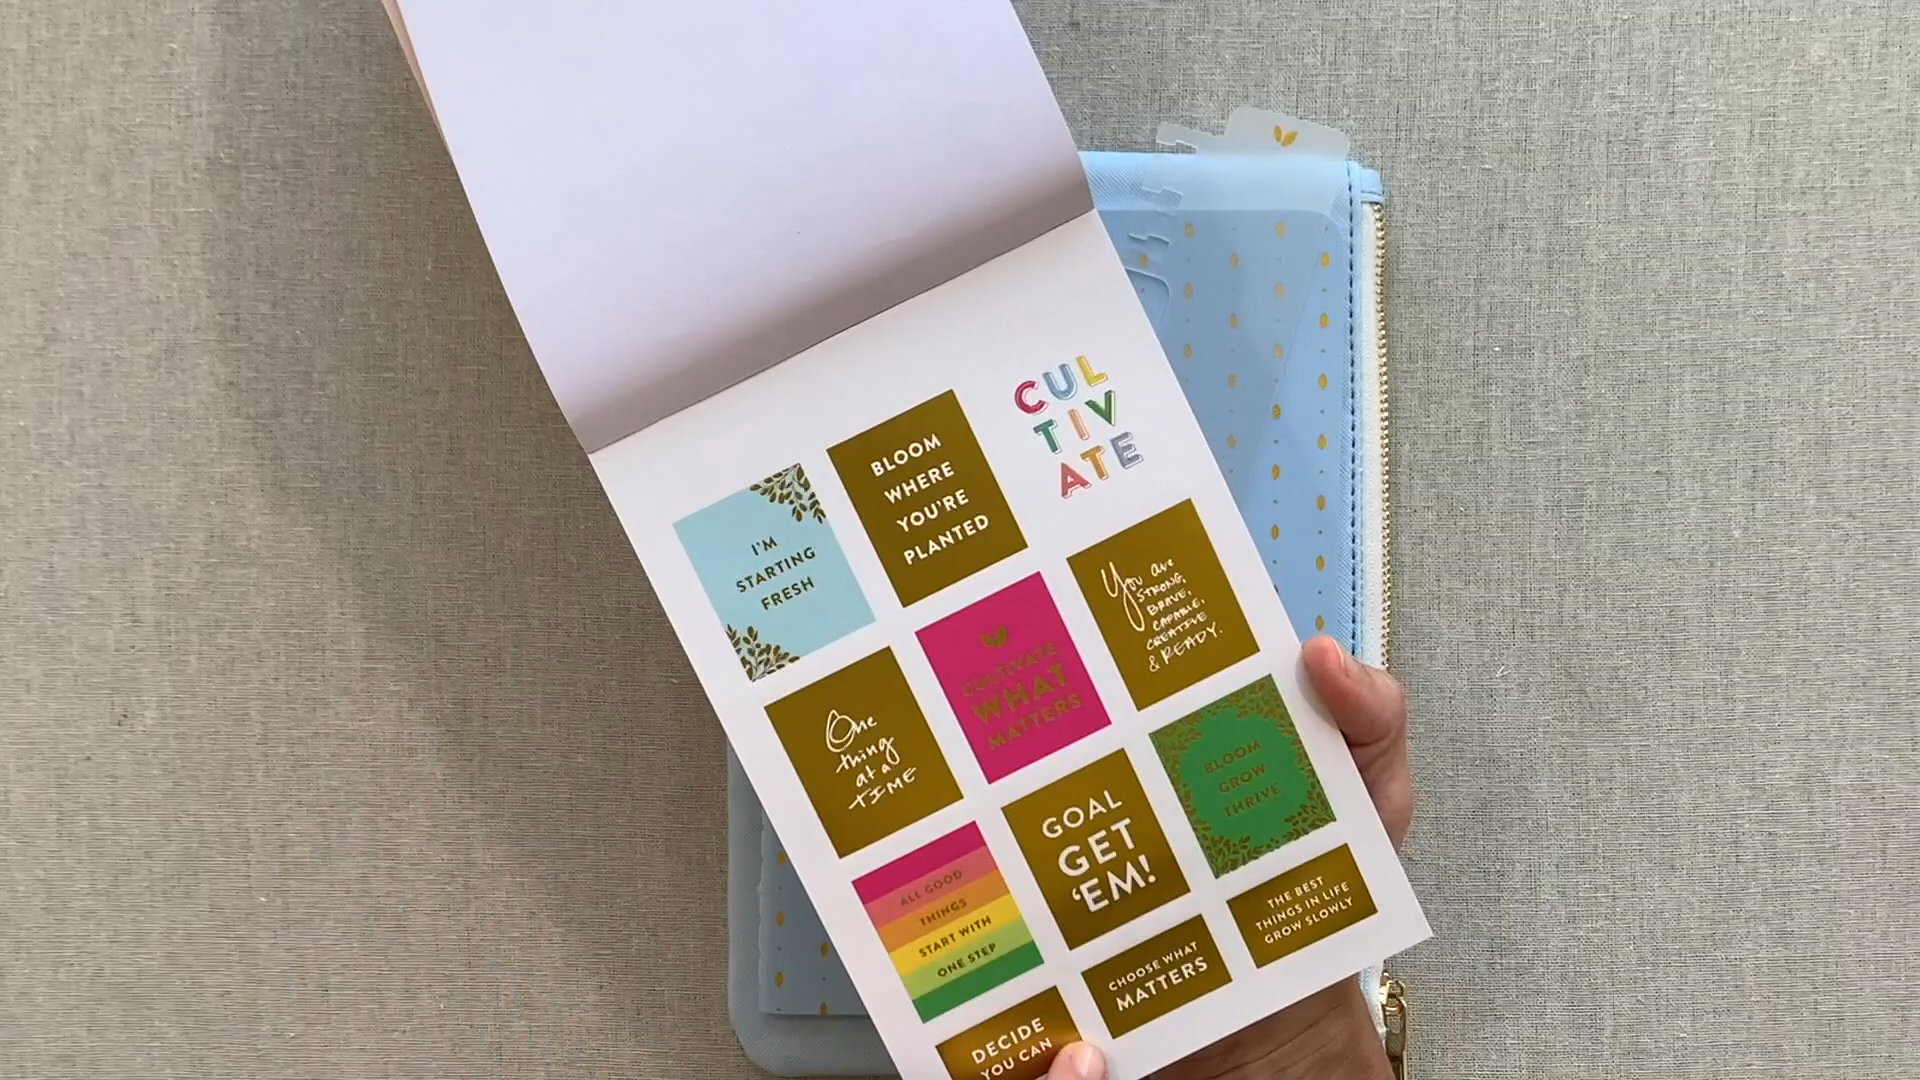 I'M
STARTING
FRESH
BLOOM
WHERE
YOU'RE
PLANTED
CUL
TIV
ATE
One
thing
at a
TIME
CULTIVATE
WHAT
MATTERS
You are
STRONG,
BRAVE,
CAPABLE,
CREATIVE
& READY.
ALL GOOD
THINGS
START WITH
ONE STEP
GOAL
GET
'EM!
BLOOM
GROW
THRIVE
DECIDE
YOU CAN
CHOOSE WHAT
MATTERS
THE BEST
THINGS IN LIFE
GROW SLOWLY